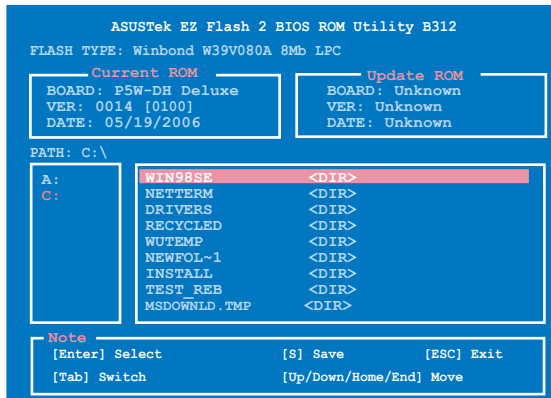 ASUSTek EZ Flash 2 BIOS ROM Utility B312
FLASH TYPE: Winbond W39V080A 8Mb LPC
Current ROM
BOARD: P5W-DH Deluxe
VER: 0014 [0100]
DATE: 05/19/2006
Update ROM
BOARD: Unknown
VER: Unknown
DATE: Unknown
PATH: C:\
A:
C:
WIN98SE <DIR>
NETTERM <DIR>
DRIVERS <DIR>
RECYCLED <DIR>
WUTEMP <DIR>
NEWFOL~1 <DIR>
INSTALL <DIR>
TEST_REB <DIR>
MSDOWNLD.TMP <DIR>
Note
[Enter] Select [S] Save [ESC] Exit
[Tab] Switch [Up/Down/Home/End] Move